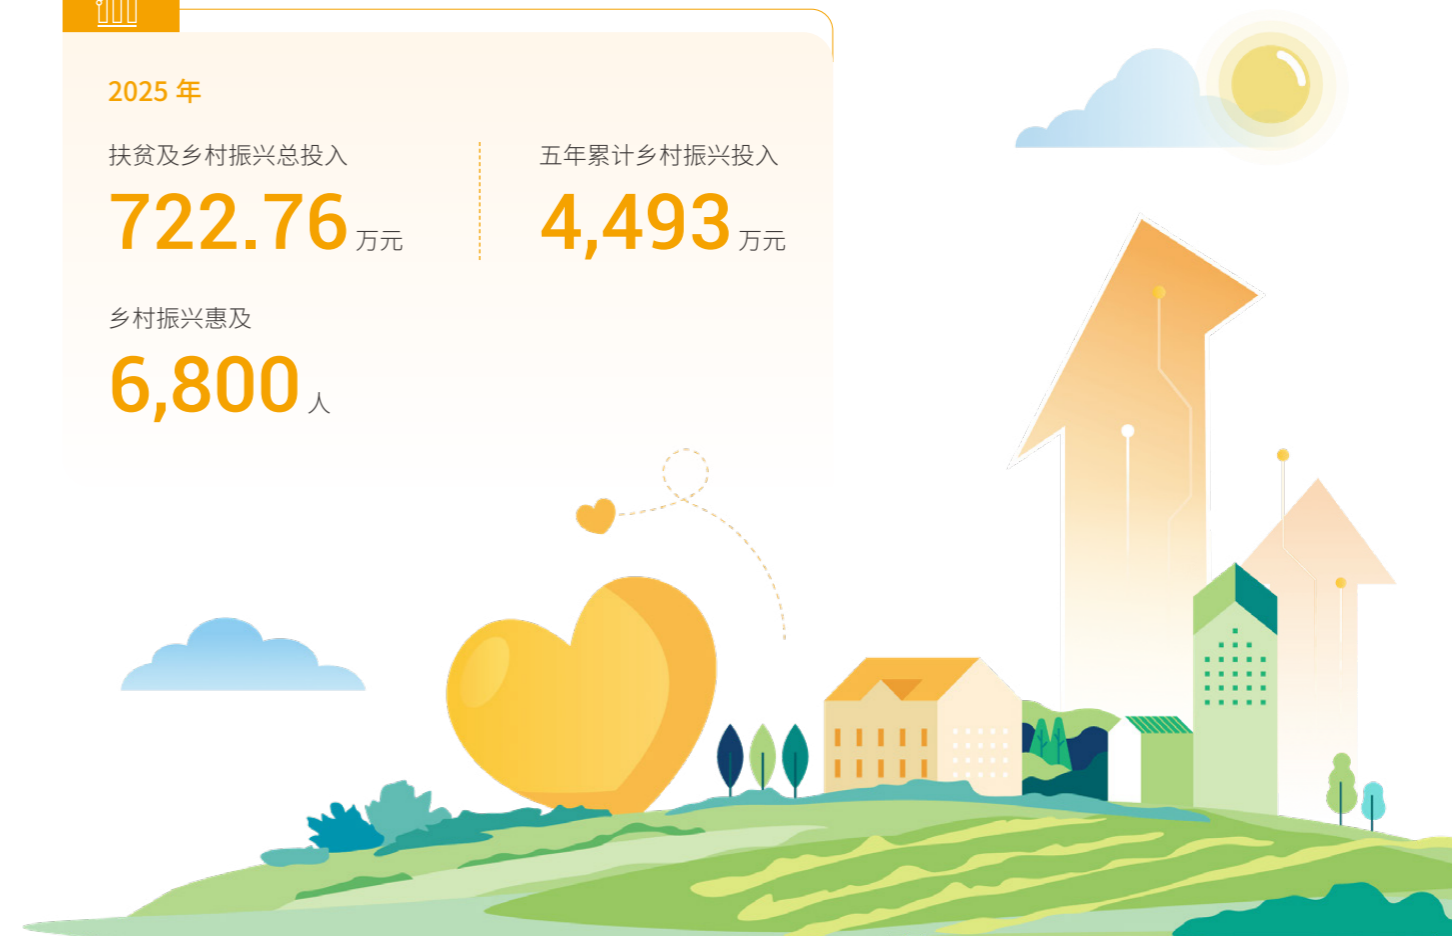 2025 年
扶贫及乡村振兴总投入
722.76 万元
五年累计乡村振兴投入
4,493 万元
乡村振兴惠及
6,800 人